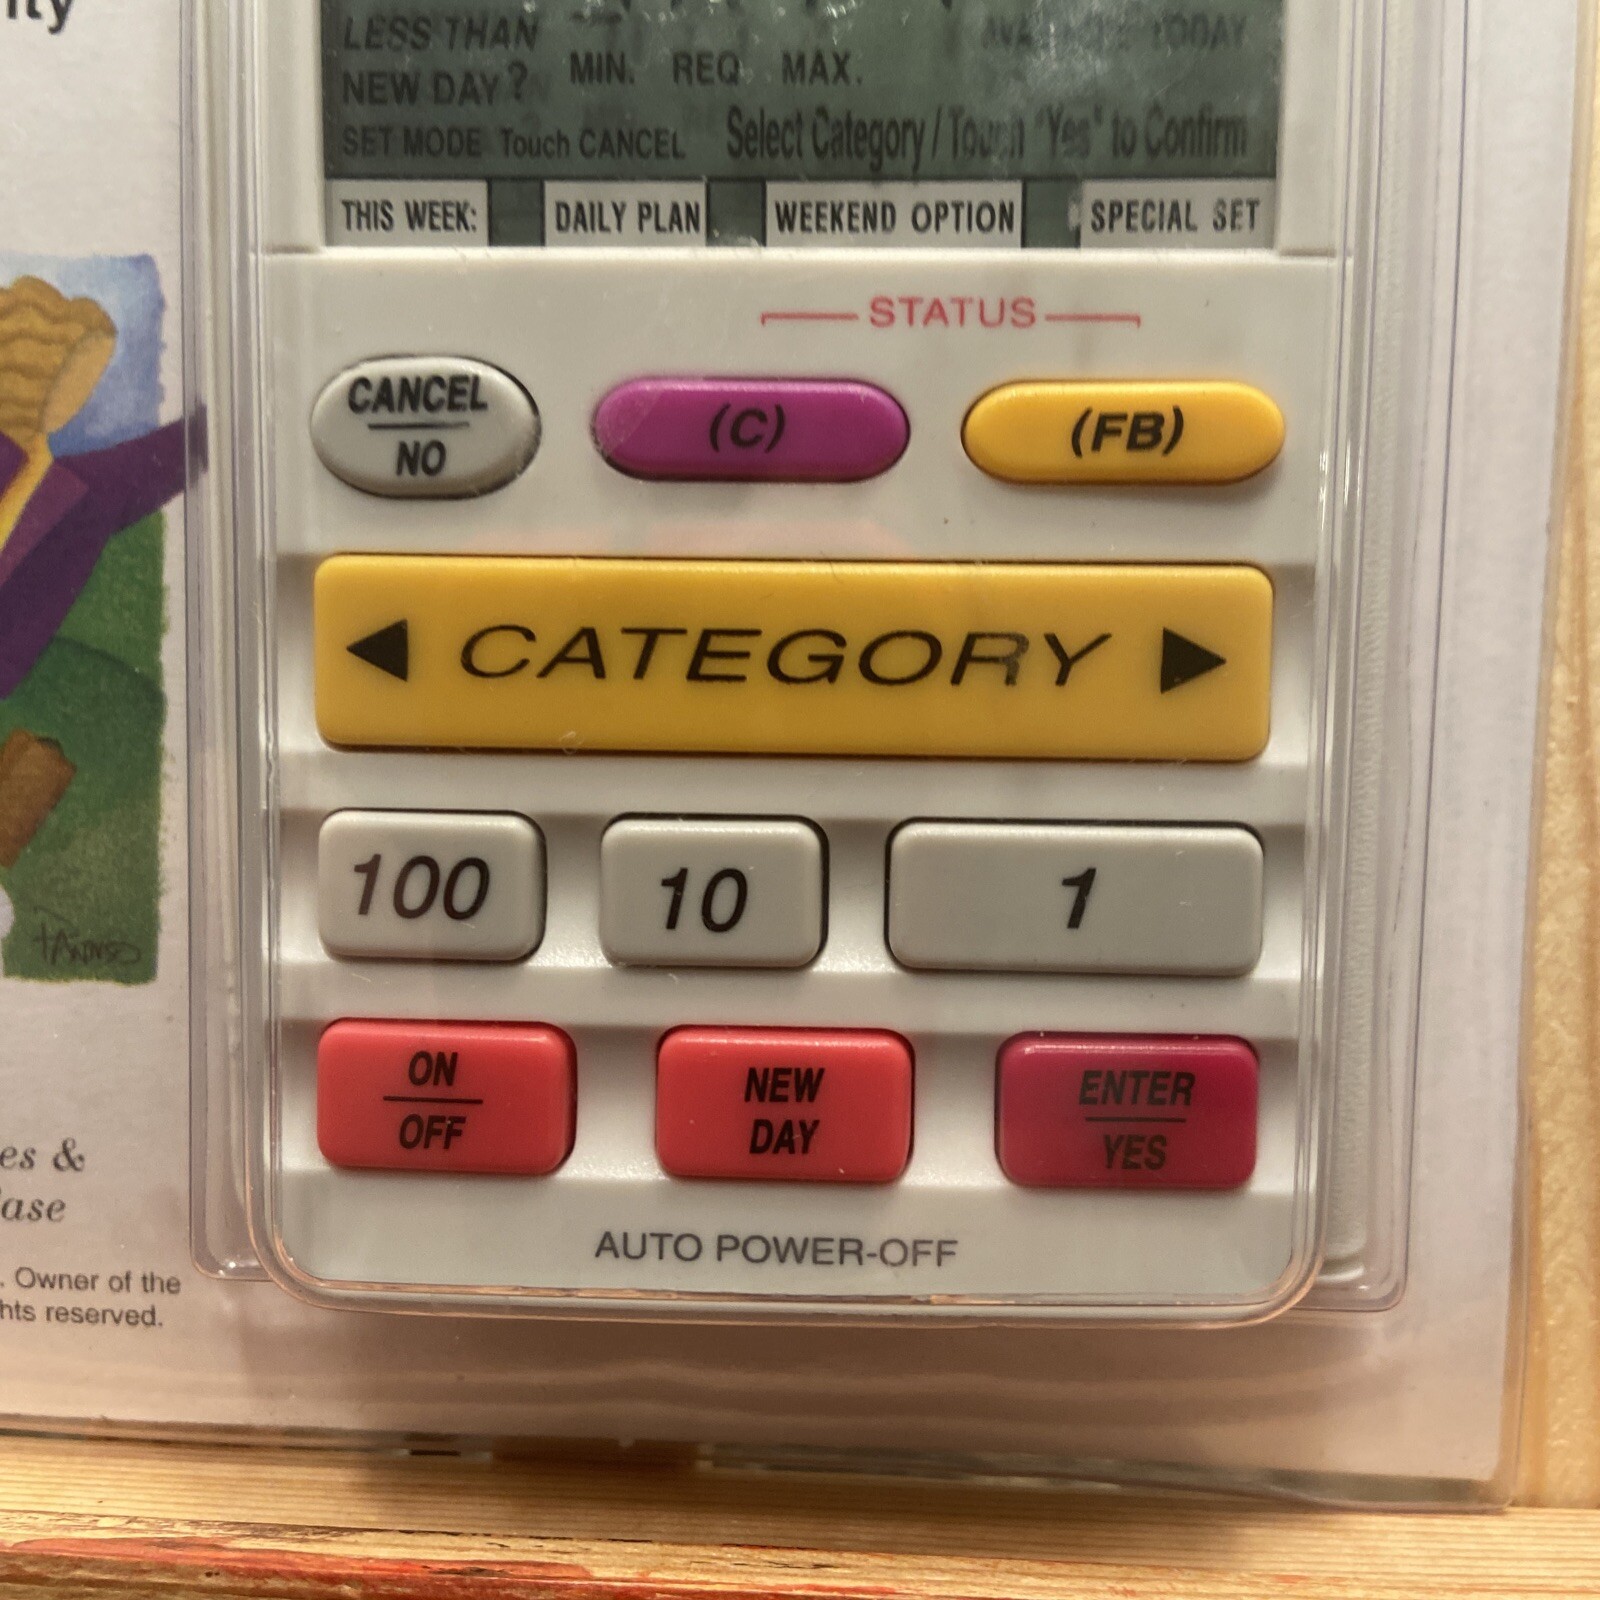 ity
LESS THAN
NEW DAY?
MIN. REQ MAX.
TODAY
SET MODE Touch CANCEL Select Category / Touch "Yes" to Confirm
THIS WEEK: DAILY PLAN WEEKEND OPTION SPECIAL SET
STATUS
CANCEL
NO
(C)
(FB)
◀ CATEGORY ▶
100 10 1
ON
OFF
NEW
DAY
ENTER
YES
AUTO POWER-OFF
es &
ase
. Owner of the
hts reserved.